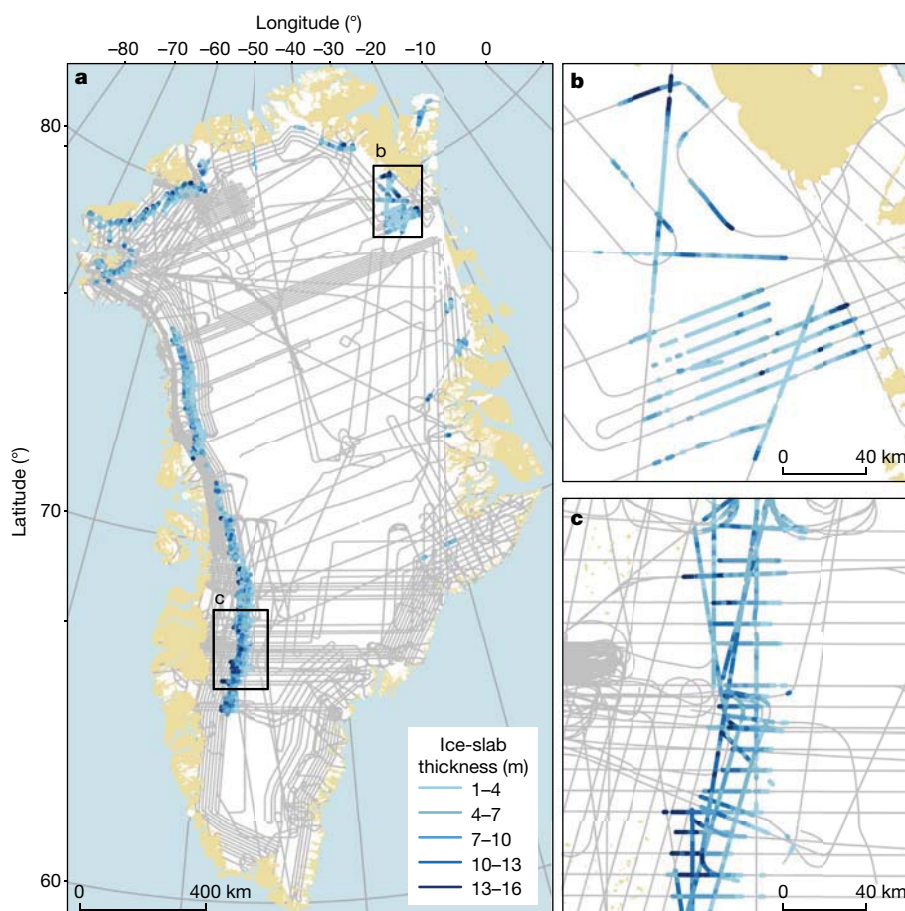 Longitude (°)
–80 –70 –60 –50 –40 –30 –20 –10 0
a
80
b
Latitude (°)
70
c
60
0 400 km
Ice-slab
thickness (m)
1–4
4–7
7–10
10–13
13–16
b
0 40 km
c
0 40 km